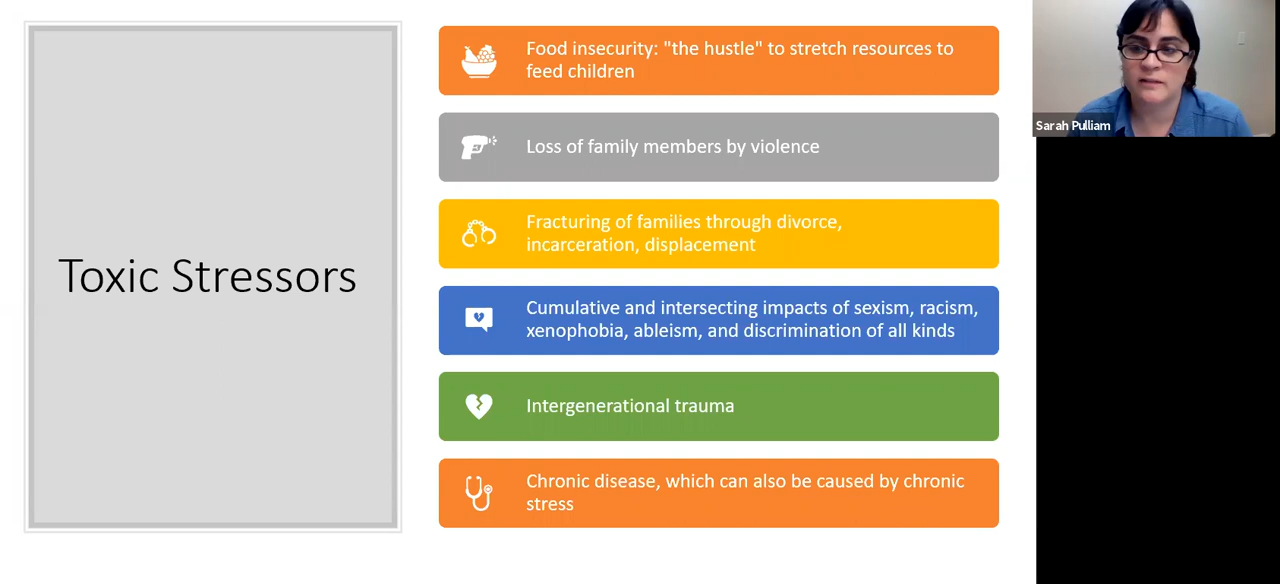 Toxic Stressors
Food insecurity: "the hustle" to stretch resources to
feed children
Loss of family members by violence
Fracturing of families through divorce,
incarceration, displacement
Cumulative and intersecting impacts of sexism, racism,
xenophobia, ableism, and discrimination of all kinds
Intergenerational trauma
Chronic disease, which can also be caused by chronic
stress
Sarah Pulliam